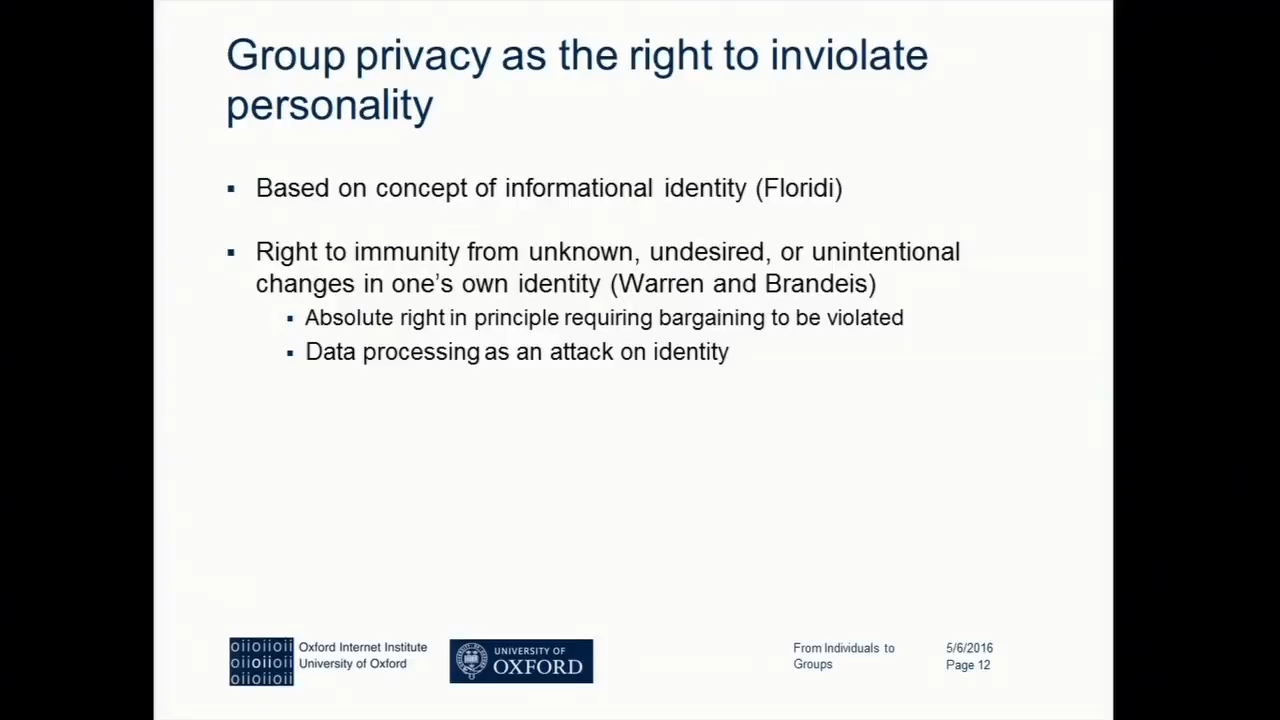 Group privacy as the right to inviolate
personality
▪ Based on concept of informational identity (Floridi)
▪ Right to immunity from unknown, undesired, or unintentional
changes in one's own identity (Warren and Brandeis)
▪ Absolute right in principle requiring bargaining to be violated
▪ Data processing as an attack on identity
oiioiioii
oiioiioii
oiioiioii
Oxford Internet Institute
University of Oxford
UNIVERSITY OF
OXFORD
From Individuals to
Groups
5/6/2016
Page 12